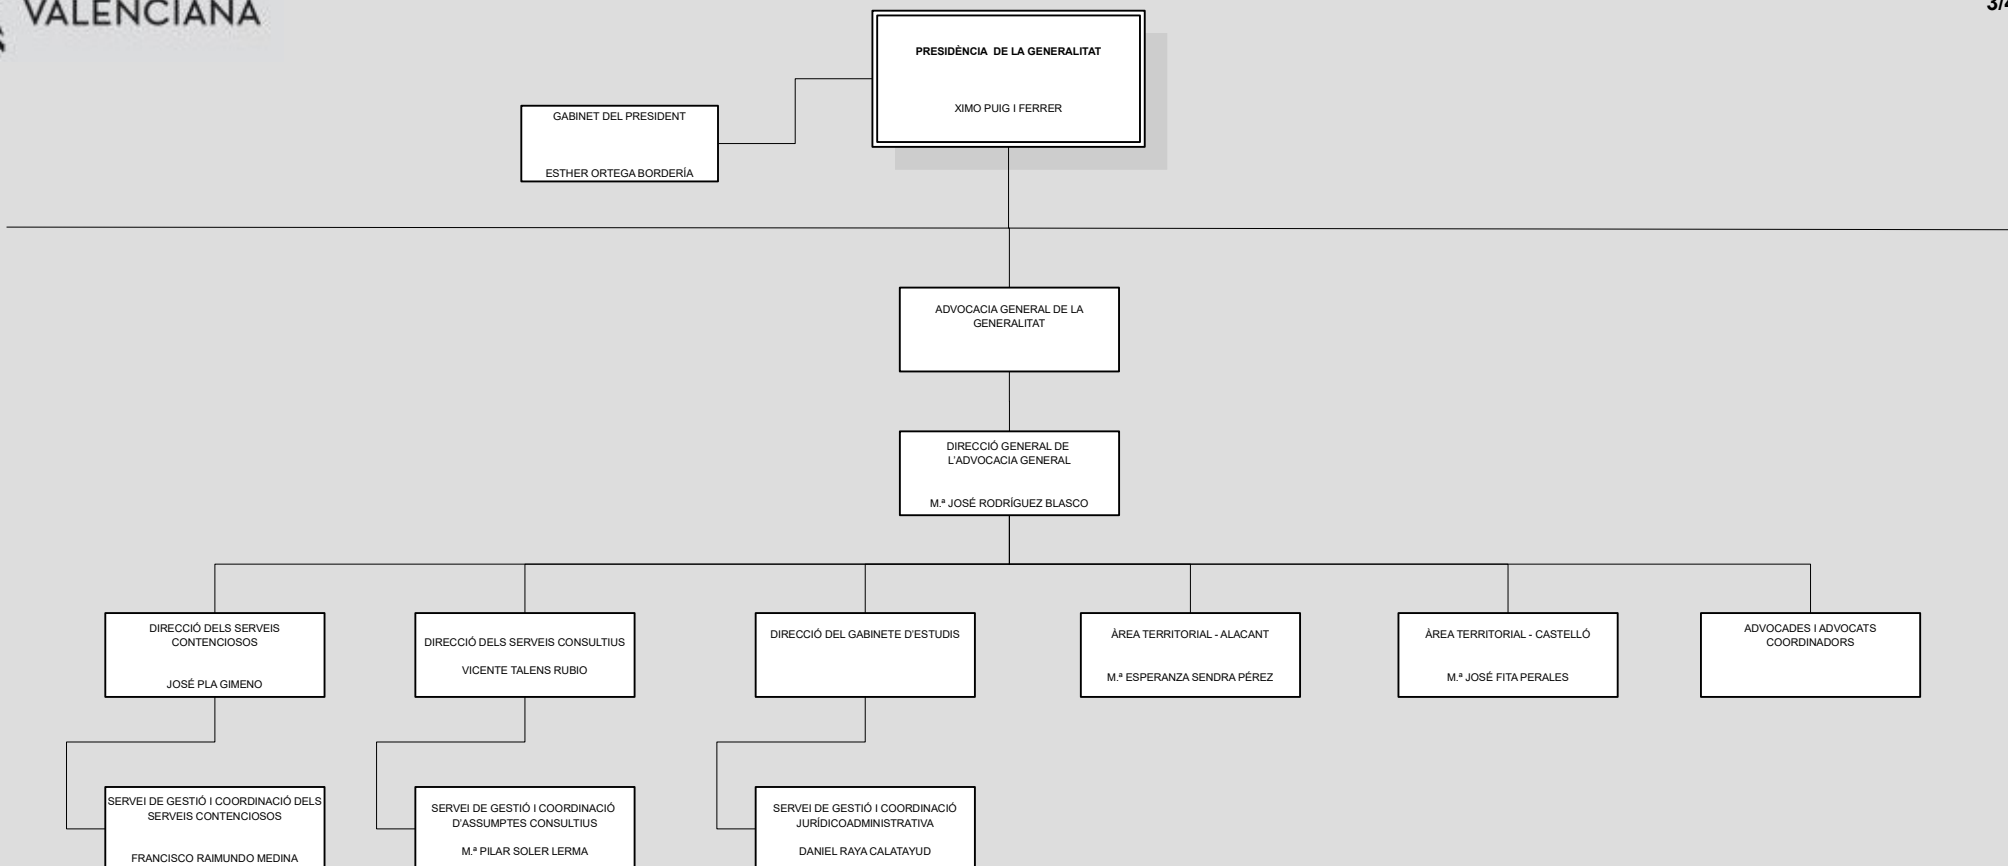 VALENCIANA
3/4
PRESIDÈNCIA DE LA GENERALITAT
XIMO PUIG I FERRER
GABINET DEL PRESIDENT
ESTHER ORTEGA BORDERÍA
ADVOCACIA GENERAL DE LA
GENERALITAT
DIRECCIÓ GENERAL DE
L'ADVOCACIA GENERAL
M.ª JOSÉ RODRÍGUEZ BLASCO
DIRECCIÓ DELS SERVEIS
CONTENCIOSOS
JOSÉ PLA GIMENO
DIRECCIÓ DELS SERVEIS CONSULTIUS
VICENTE TALENS RUBIO
DIRECCIÓ DEL GABINETE D'ESTUDIS
ÀREA TERRITORIAL - ALACANT
M.ª ESPERANZA SENDRA PÉREZ
ÀREA TERRITORIAL - CASTELLÓ
M.ª JOSÉ FITA PERALES
ADVOCADES I ADVOCATS
COORDINADORS
SERVEI DE GESTIÓ I COORDINACIÓ DELS
SERVEIS CONTENCIOSOS
FRANCISCO RAIMUNDO MEDINA
SERVEI DE GESTIÓ I COORDINACIÓ
D'ASSUMPTES CONSULTIUS
M.ª PILAR SOLER LERMA
SERVEI DE GESTIÓ I COORDINACIÓ
JURÍDICOADMINISTRATIVA
DANIEL RAYA CALATAYUD